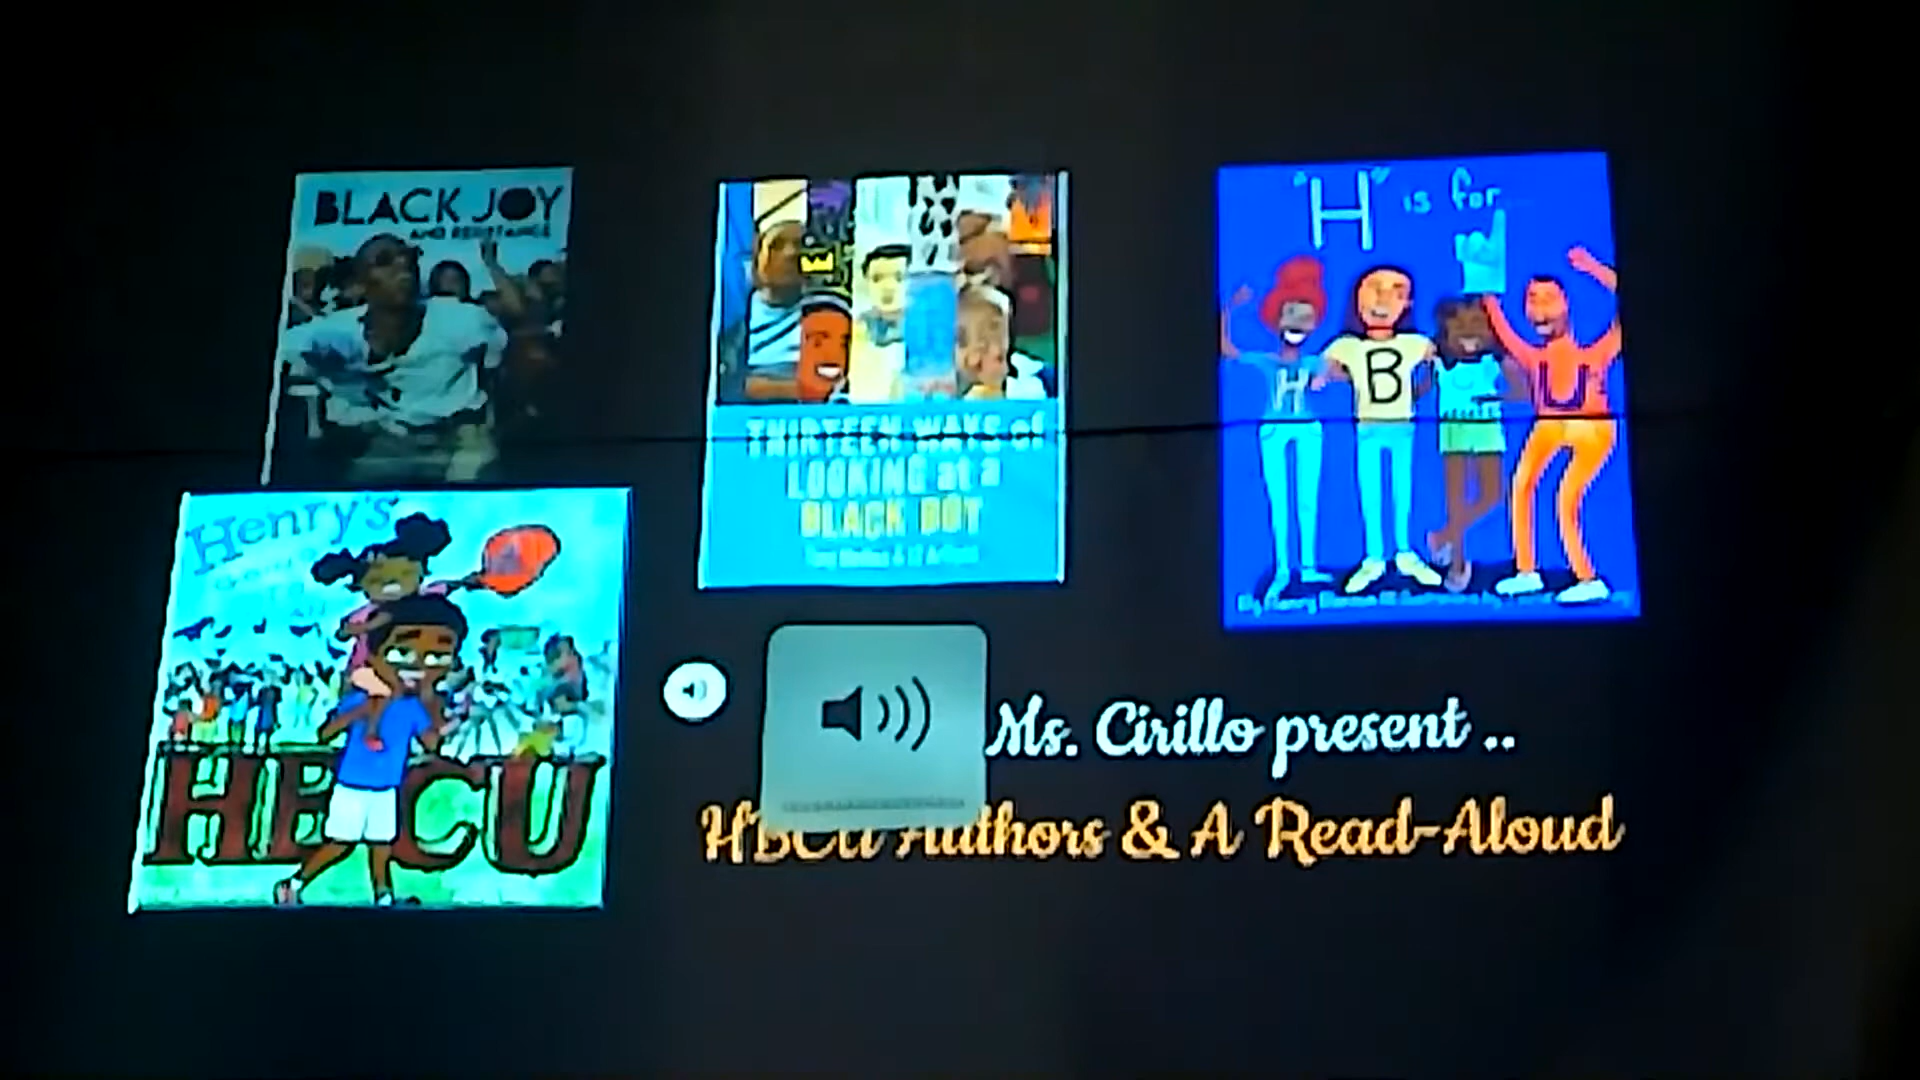 BLACK JOY
AND RESISTANCE
THIRTEEN WAYS of
LOOKING at a
BLACK BOY
"H" is for...
H
B
C
U
Henry's
HBCU
Ms. Cirillo present ..
HBCU Authors & A Read-Aloud